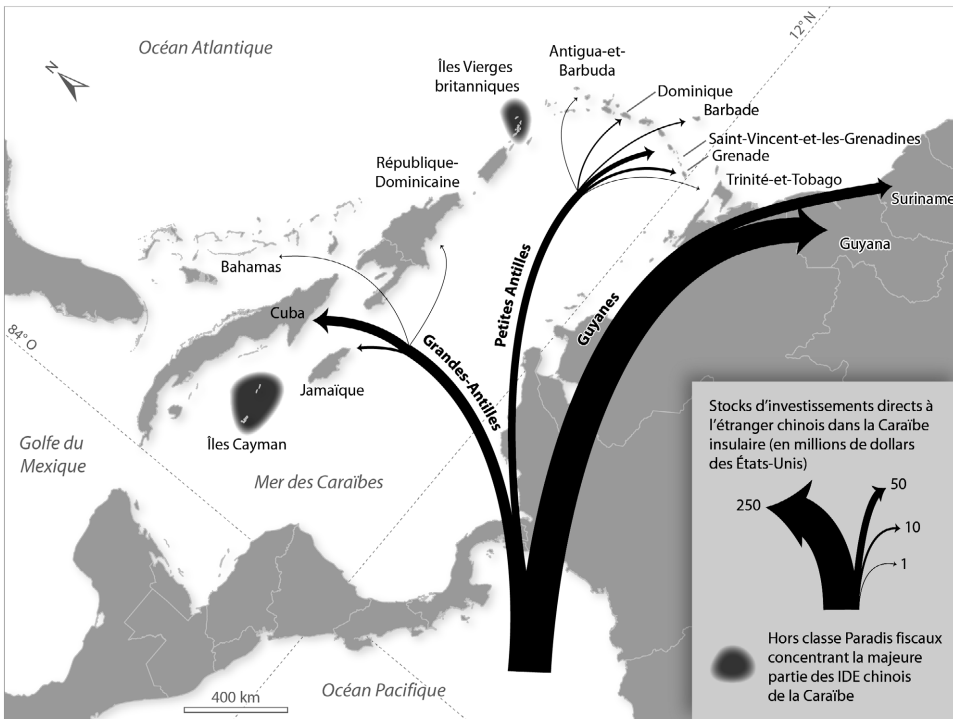 Océan Atlantique
12° N
N
Îles Vierges
britanniques
Antigua-et-
Barbuda
Dominique
Barbade
Saint-Vincent-et-les-Grenadines
Grenade
Trinité-et-Tobago
Suriname
Guyana
République-
Dominicaine
Bahamas
Cuba
84° O
Jamaïque
Îles Cayman
Grandes-Antilles
Petites Antilles
Guyanes
Golfe du
Mexique
Mer des Caraïbes
Océan Pacifique
400 km
Stocks d'investissements directs à
l'étranger chinois dans la Caraïbe
insulaire (en millions de dollars
des États-Unis)
250
50
10
1
Hors classe Paradis fiscaux
concentrant la majeure
partie des IDE chinois
de la Caraïbe